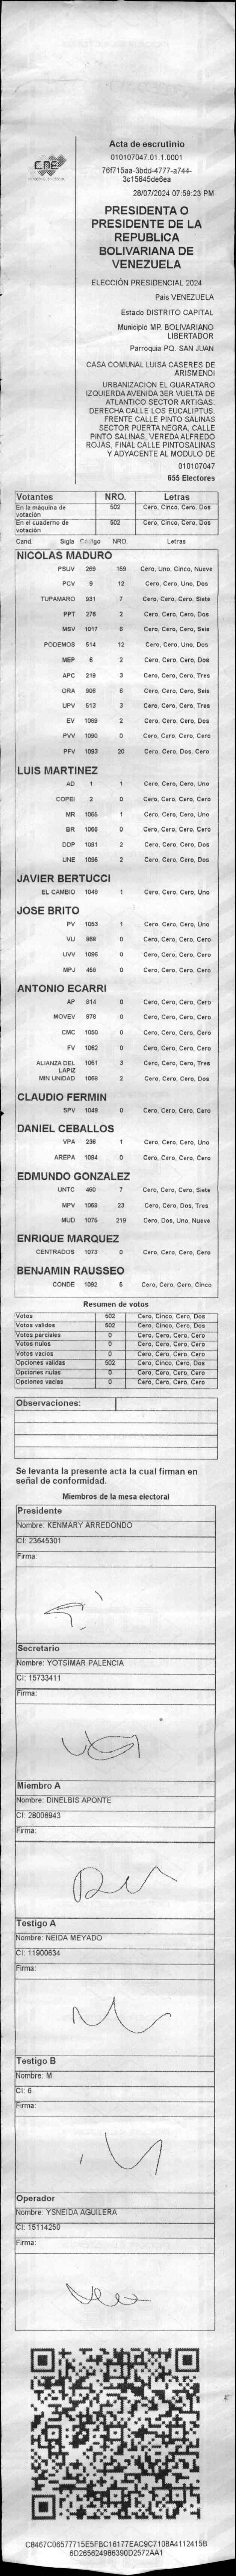 CNE
Acta de escrutinio
010107047.01.1.0001
76f715aa-3bdd-4777-a744-
3c15845de6ea
28/07/2024 07:59:23 PM
PRESIDENTA O
PRESIDENTE DE LA
REPUBLICA
BOLIVARIANA DE
VENEZUELA
ELECCIÓN PRESIDENCIAL 2024
Pais VENEZUELA
Estado DISTRITO CAPITAL
Municipio MP. BOLIVARIANO
LIBERTADOR
Parroquia PQ. SAN JUAN
CASA COMUNAL LUISA CASERES DE
ARISMENDI
URBANIZACION EL GUARATARO
IZQUIERDA AVENIDA 3ER VUELTA DE
ATLANTICO SECTOR ARTIGAS.
DERECHA CALLE LOS EUCALIPTUS.
FRENTE CALLE PINTO SALINAS
SECTOR PUERTA NEGRA, CALLE
PINTO SALINAS, VEREDA ALFREDO
ROJAS, FINAL CALLE PINTOSALINAS
Y ADYACENTE AL MODULO DE
010107047
655 Electores
Votantes NRO. Letras
En la máquina de votación 502 Cero, Cinco, Cero, Dos
En el cuaderno de votación 502 Cero, Cinco, Cero, Dos
Cand. Sigla Código NRO. Letras
NICOLAS MADURO
PSUV 269 159 Cero, Uno, Cinco, Nueve
PCV 9 12 Cero, Cero, Uno, Dos
TUPAMARO 931 7 Cero, Cero, Cero, Siete
PPT 276 2 Cero, Cero, Cero, Dos
MSV 1017 6 Cero, Cero, Cero, Seis
PODEMOS 514 12 Cero, Cero, Uno, Dos
MEP 6 2 Cero, Cero, Cero, Dos
APC 219 3 Cero, Cero, Cero, Tres
ORA 906 6 Cero, Cero, Cero, Seis
UPV 513 3 Cero, Cero, Cero, Tres
EV 1089 2 Cero, Cero, Cero, Dos
PVV 1090 0 Cero, Cero, Cero, Cero
PFV 1093 20 Cero, Cero, Dos, Cero
LUIS MARTINEZ
AD 1 1 Cero, Cero, Cero, Uno
COPEI 2 0 Cero, Cero, Cero, Cero
MR 1065 1 Cero, Cero, Cero, Uno
BR 1066 0 Cero, Cero, Cero, Cero
DDP 1091 2 Cero, Cero, Cero, Dos
UNE 1095 2 Cero, Cero, Cero, Dos
JAVIER BERTUCCI
EL CAMBIO 1048 1 Cero, Cero, Cero, Uno
JOSE BRITO
PV 1053 1 Cero, Cero, Cero, Uno
VU 868 0 Cero, Cero, Cero, Cero
UVV 1096 0 Cero, Cero, Cero, Cero
MPJ 458 0 Cero, Cero, Cero, Cero
ANTONIO ECARRI
AP 914 0 Cero, Cero, Cero, Cero
MOVEV 978 0 Cero, Cero, Cero, Cero
CMC 1050 0 Cero, Cero, Cero, Cero
FV 1062 0 Cero, Cero, Cero, Cero
ALIANZA DEL LAPIZ 1051 3 Cero, Cero, Cero, Tres
MIN UNIDAD 1068 2 Cero, Cero, Cero, Dos
CLAUDIO FERMIN
SPV 1049 0 Cero, Cero, Cero, Cero
DANIEL CEBALLOS
VPA 236 1 Cero, Cero, Cero, Uno
AREPA 1094 0 Cero, Cero, Cero, Cero
EDMUNDO GONZALEZ
UNTC 460 7 Cero, Cero, Cero, Siete
MPV 1069 23 Cero, Cero, Dos, Tres
MUD 1075 219 Cero, Dos, Uno, Nueve
ENRIQUE MARQUEZ
CENTRADOS 1073 0 Cero, Cero, Cero, Cero
BENJAMIN RAUSSEO
CONDE 1092 5 Cero, Cero, Cero, Cinco
Resumen de votos
Votos 502 Cero, Cinco, Cero, Dos
Votos validos 502 Cero, Cinco, Cero, Dos
Votos parciales 0 Cero, Cero, Cero, Cero
Votos nulos 0 Cero, Cero, Cero, Cero
Votos vacios 0 Cero, Cero, Cero, Cero
Opciones validas 502 Cero, Cinco, Cero, Dos
Opciones nulas 0 Cero, Cero, Cero, Cero
Opciones vacias 0 Cero, Cero, Cero, Cero
Observaciones:
Se levanta la presente acta la cual firman en
señal de conformidad.
Miembros de la mesa electoral
Presidente
Nombre: KENMARY ARREDONDO
CI: 23645301
Firma:
Secretario
Nombre: YOTSIMAR PALENCIA
CI: 15733411
Firma:
Miembro A
Nombre: DINELBIS APONTE
CI: 28006943
Firma:
Testigo A
Nombre: NEIDA MEYADO
CI: 11900634
Firma:
Testigo B
Nombre: M
CI: 6
Firma:
Operador
Nombre: YSNEIDA AGUILERA
CI: 15114250
Firma:
CB467C06577715E5FBC16177EAC9C7108A4112415B
6D265624986390D2572AA1